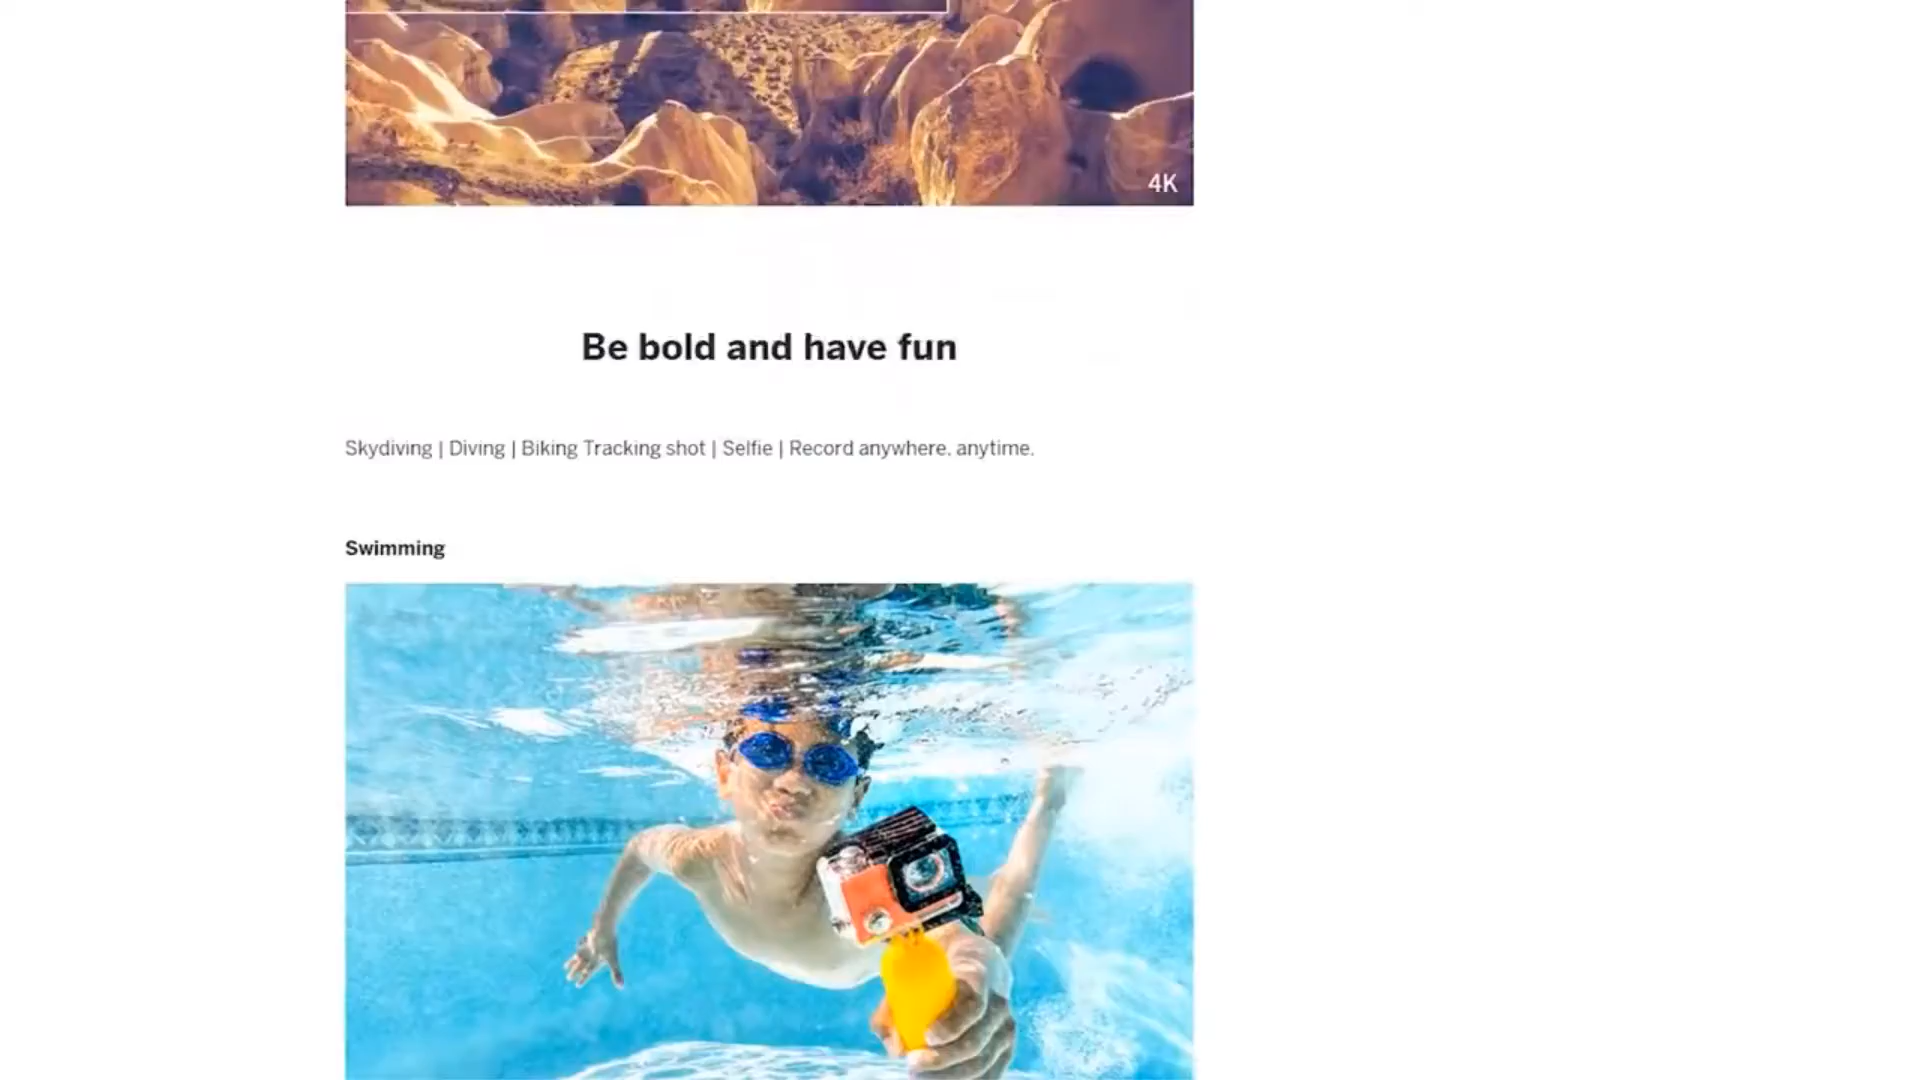 4K
Be bold and have fun
Skydiving | Diving | Biking Tracking shot | Selfie | Record anywhere. anytime.
Swimming